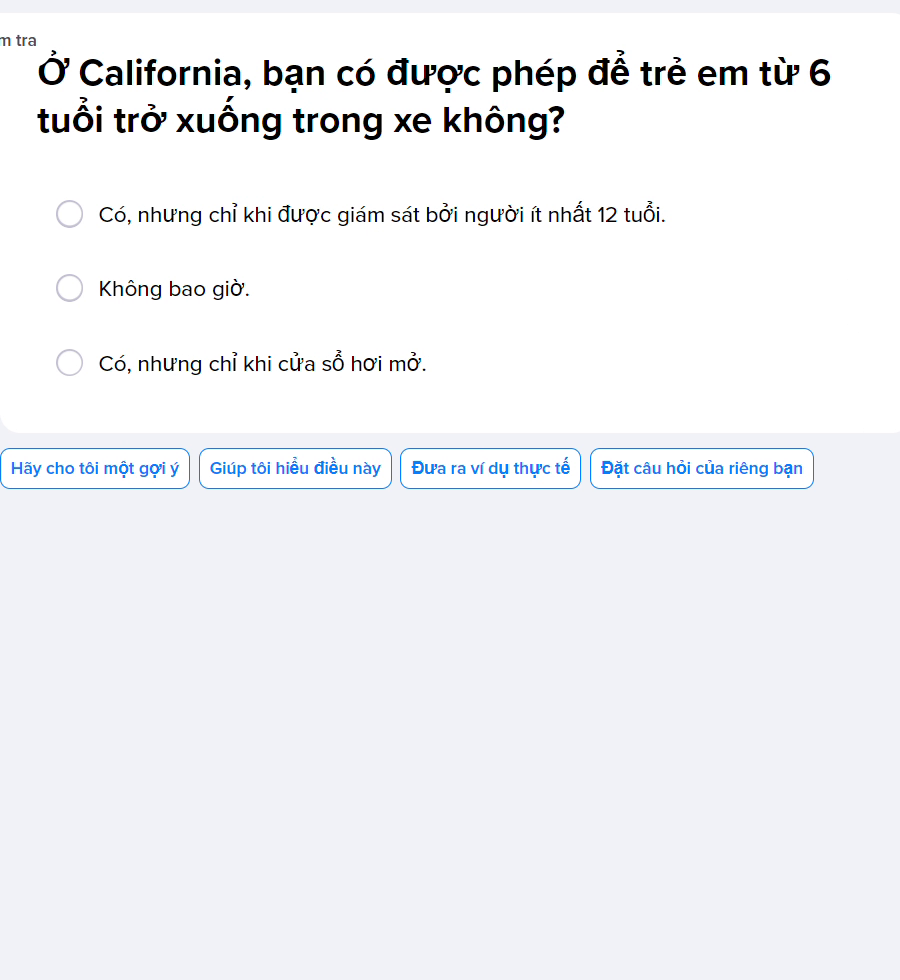 m tra
Ở California, bạn có được phép để trẻ em từ 6
tuổi trở xuống trong xe không?
Có, nhưng chỉ khi được giám sát bởi người ít nhất 12 tuổi.
Không bao giờ.
Có, nhưng chỉ khi cửa sổ hơi mở.
Hãy cho tôi một gợi ý
Giúp tôi hiểu điều này
Đưa ra ví dụ thực tế
Đặt câu hỏi của riêng bạn